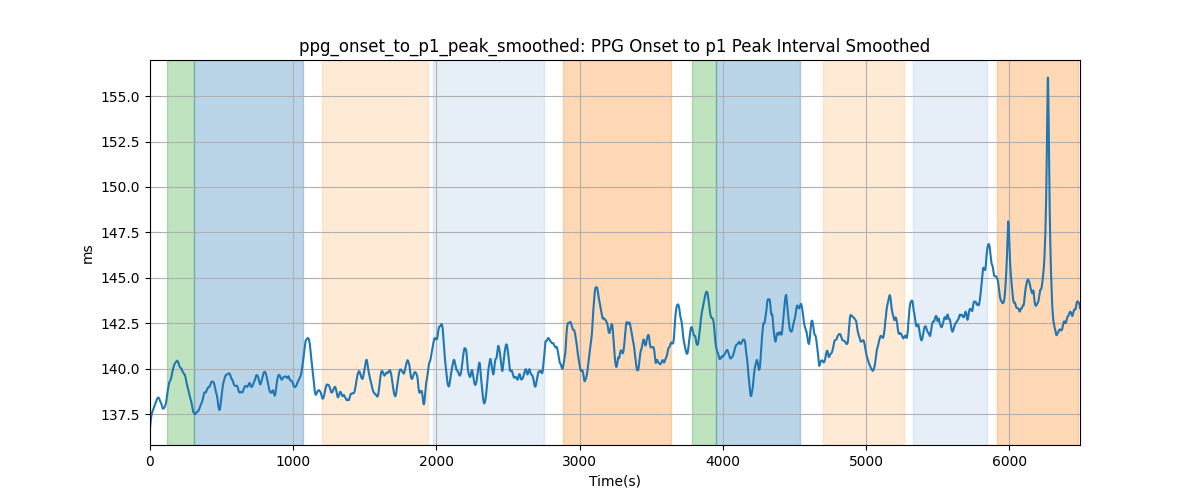 ppg_onset_to_p1_peak_smoothed: PPG Onset to p1 Peak Interval Smoothed
155.0
152.5
150.0
147.5
145.0
142.5
140.0
137.5
ms
0 1000 2000 3000 4000 5000 6000
Time(s)